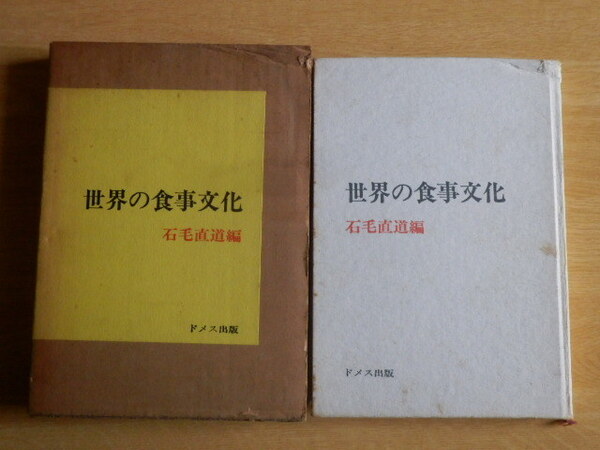 世界の食事文化
石毛直道編
ドメス出版
世界の食事文化
石毛直道編
ドメス出版